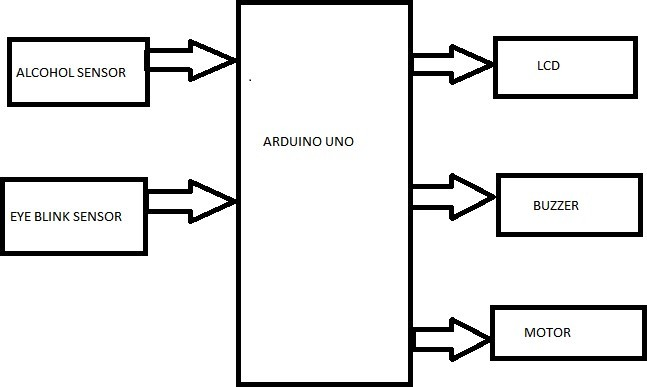 ALCOHOL SENSOR
EYE BLINK SENSOR
ARDUINO UNO
LCD
BUZZER
MOTOR